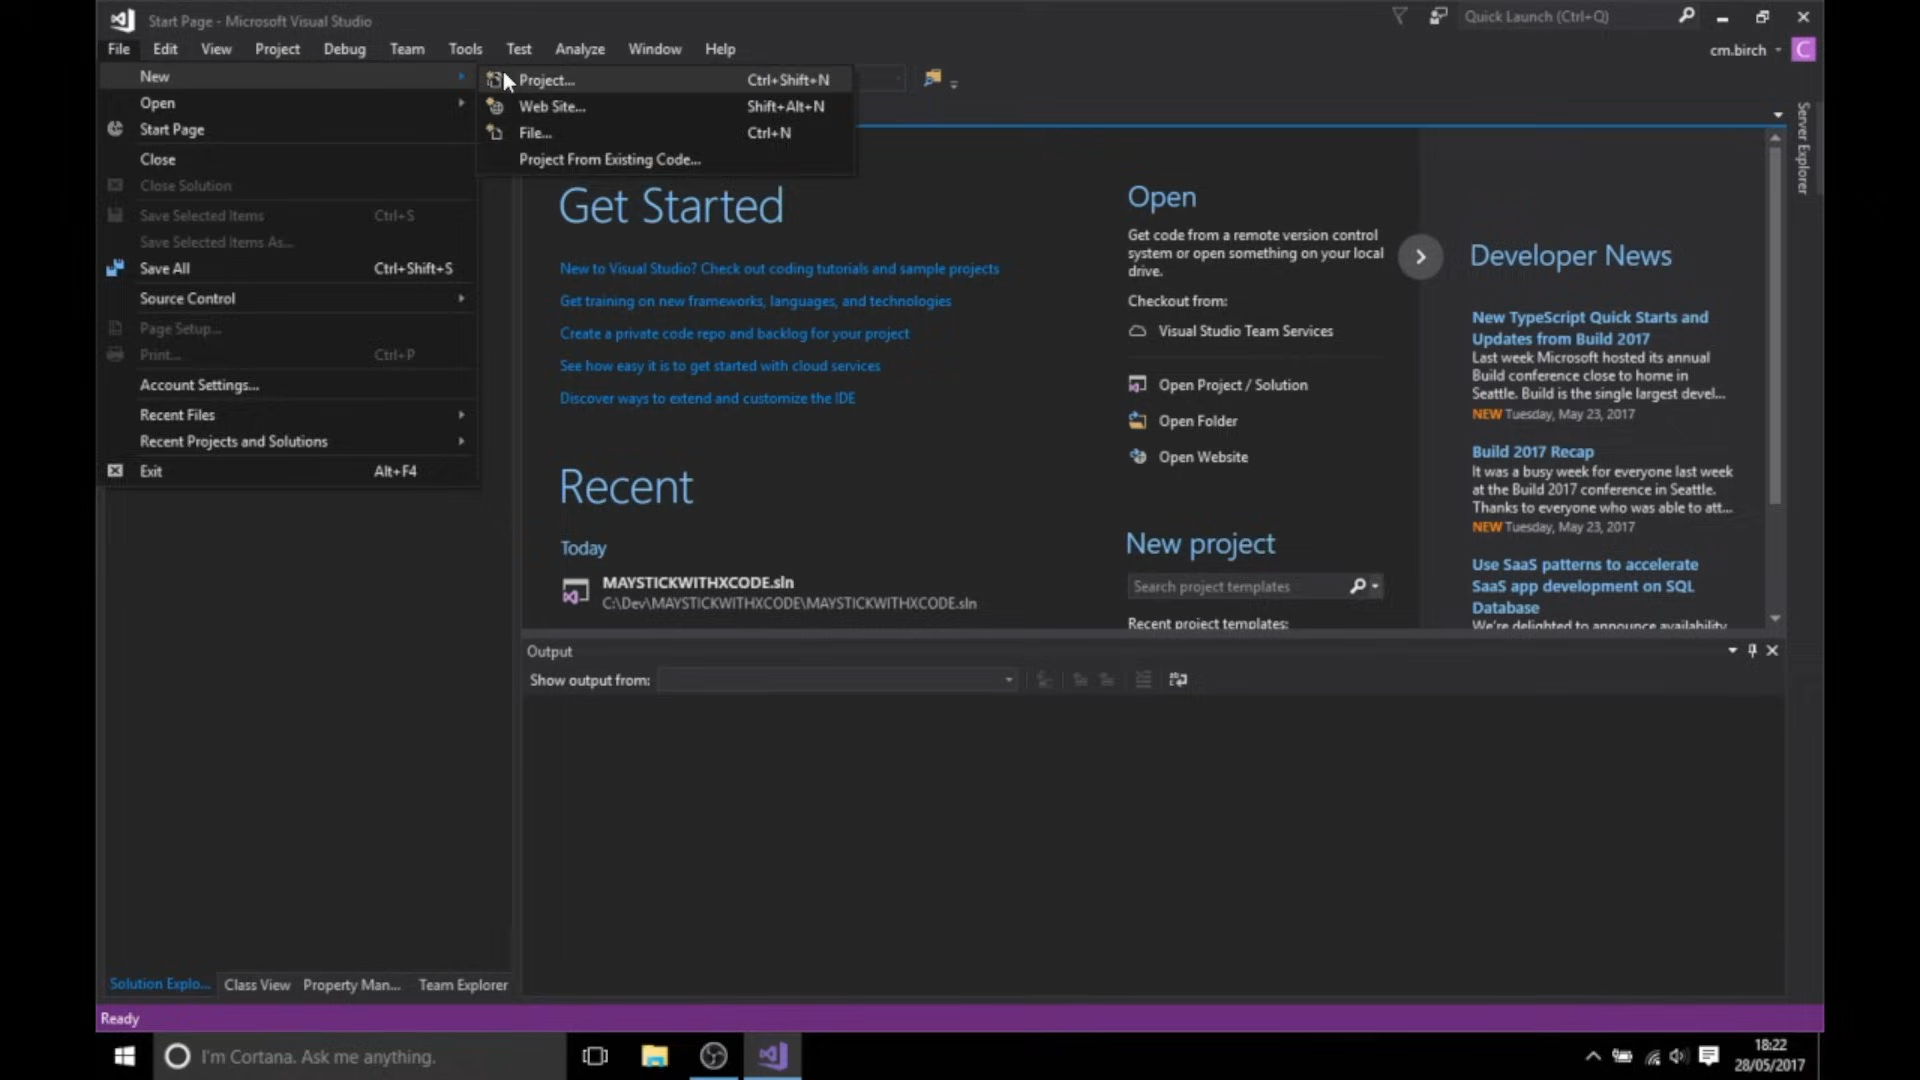 Start Page - Microsoft Visual Studio
Quick Launch (Ctrl+Q)
File Edit View Project Debug Team Tools Test Analyze Window Help
cm.birch C
New
Open
Start Page
Close
Close Solution
Save Selected Items Ctrl+S
Save Selected Items As...
Save All Ctrl+Shift+S
Source Control
Page Setup...
Print... Ctrl+P
Account Settings...
Recent Files
Recent Projects and Solutions
Exit Alt+F4
Project... Ctrl+Shift+N
Web Site... Shift+Alt+N
File... Ctrl+N
Project From Existing Code...
Get Started
New to Visual Studio? Check out coding tutorials and sample projects
Get training on new frameworks, languages, and technologies
Create a private code repo and backlog for your project
See how easy it is to get started with cloud services
Discover ways to extend and customize the IDE
Recent
Today
MAYSTICKWITHXCODE.sln
C:\Dev\MAYSTICKWITHXCODE\MAYSTICKWITHXCODE.sln
Open
Get code from a remote version control
system or open something on your local
drive.
Checkout from:
Visual Studio Team Services
Open Project / Solution
Open Folder
Open Website
New project
Search project templates
Recent project templates:
Developer News
New TypeScript Quick Starts and
Updates from Build 2017
Last week Microsoft hosted its annual
Build conference close to home in
Seattle. Build is the single largest devel...
NEW Tuesday, May 23, 2017
Build 2017 Recap
It was a busy week for everyone last week
at the Build 2017 conference in Seattle.
Thanks to everyone who was able to att...
NEW Tuesday, May 23, 2017
Use SaaS patterns to accelerate
SaaS app development on SQL
Database
We're delighted to announce availability
Server Explorer
Output
Show output from:
Solution Explo... Class View Property Man... Team Explorer
Ready
I'm Cortana. Ask me anything.
18:22
28/05/2017